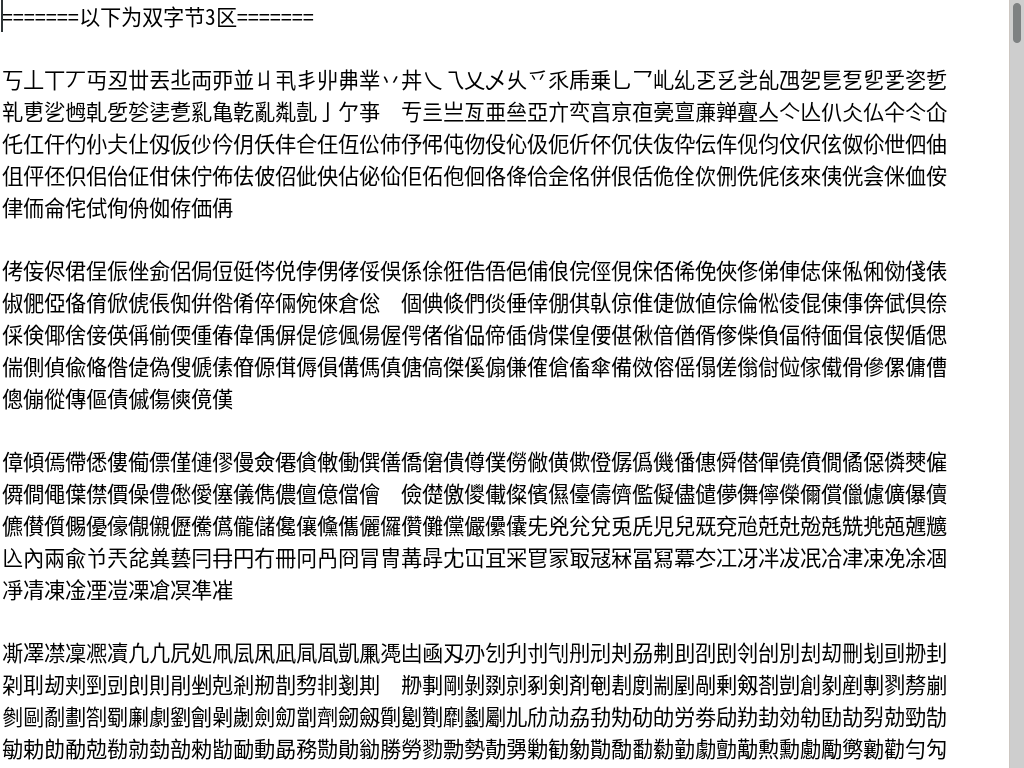 =======以下为双字节3区=======
丂丄丅丆丏丒丗丟丠両丣並丩丮丯丱丳丵丷丼乀乁乂乄乆乊乑乕乗乚乛乢乣乤乥乧乨乪乫乬乭乮乯乲乴
乵乶乷乸乹乺乻乼乽乿亀亁亂亃亄亅亇亊　亐亖亗亙亜亝亞亣亪亯亰亱亴亶亷亸亹亼亽亾仈仌仏仐仒仚
仛仜仠仢仦仧仩仭仮仯仱仴仸仹仺仼仾伀伂伃伄伅伆伇伈伋伌伒伓伔伕伖伜伝伡伣伨伩伬伭伮伱伳伵伷
伹伻伾伿佀佁佂佄佅佇佈佉佊佋佌佒佔佖佡佢佦佨佪佫佭佮佱佲併佷佸佹佺佽侀侁侂侅來侇侊侌侎侐侒
侓侕侖侘侙侚侜侞侟価侢
侤侫侭侰侱侲侳侴侶侷侸侹侺侻侼侽侾俀俁係俆俇俈俉俋俌俍俒俓俔俕俖俙俛俠俢俤俥俧俫俬俰俲俴俵
俶俷俹俻俼俽俿倀倁倂倃倄倅倆倇倈倉倊　個倎倐們倓倕倖倗倛倝倞倠倢倣値倧倫倯倰倱倲倳倴倵倶倷
倸倹倻倽倿偀偁偂偄偅偆偉偊偋偍偐偑偒偓偔偖偗偘偙偛偝偞偟偠偡偢偣偤偦偧偨偩偪偫偭偮偯偰偱偲
偳側偵偸偹偺偼偽傁傂傃傄傆傇傉傊傋傌傎傏傐傑傒傓傔傕傖傗傘備傚傛傜傝傞傟傠傡傢傤傦傪傫傭傮
傯傰傱傳傴債傶傷傸傹傼
傽傾傿僀僁僂僃僄僅僆僇僈僉僊僋僌働僎僐僑僒僓僔僕僗僘僙僛僜僝僞僟僠僡僢僣僤僥僨僩僪僫僯僰僱
僲僴僶僷僸價僺僼僽僾僿儀儁儂儃億儅儈　儉儊儌儍儎儏儐儑儓儔儕儖儗儘儙儚儛儜儝儞償儠儢儣儤儥
儦儧儨儩優儫儬儭儮儯儰儱儲儳儴儵儶儷儸儹儺儻儼儽儾兂兇兊兌兎兏児兒兓兗兘兙兛兝兞兟兠兡兣兤
兦內兩兪兯兲兺兾兿冃冄円冇冊冋冎冏冐冑冓冔冘冚冝冞冟冡冣冦冧冨冩冪冭冮冴冸冹冺冾冿凁凂凃凅
凈凊凍凎凐凒凓凔凕凖凗
凘凙凚凜凞凟凢凣凥処凧凨凩凪凬凮凱凲凴凷凾刄刅刉刋刌刏刐刓刔刕刜刞刟刡刢刣別刦刧刪刬刯刱刲刴
刴刵刼刾剄剅剆則剈剉剋剎剏剒剓剕剗剘　剙剚剛剝剟剠剢剣剤剦剨剫剬剭剮剰剱剳剴創剶剷剸剹剺剻
剼剾劀劃劄劅劆劇劉劊劋劌劍劎劏劑劒劔劕劖劗劘劙劚劜劤劥劦劧劮劯劰労劵劶劷劸効劺劻劼劽勀勁勂
勄勅勆勈勊勌勍勎勏勑勓勔動勗務勚勛勜勝勞勠勡勢勣勥勦勧勨勩勪勫勬勭勮勯勱勲勳勴勵勶勷勸勻勼